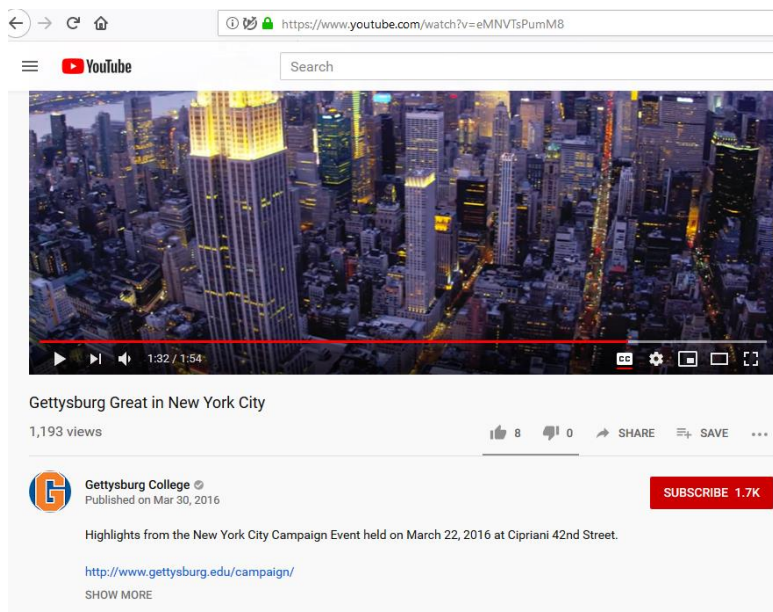 https://www.youtube.com/watch?v=eMNVTsPumM8
YouTube
Search
1:32 / 1:54
CC
Gettysburg Great in New York City
1,193 views
8 0 SHARE SAVE
G
Gettysburg College
Published on Mar 30, 2016
SUBSCRIBE 1.7K
Highlights from the New York City Campaign Event held on March 22, 2016 at Cipriani 42nd Street.
http://www.gettysburg.edu/campaign/
SHOW MORE